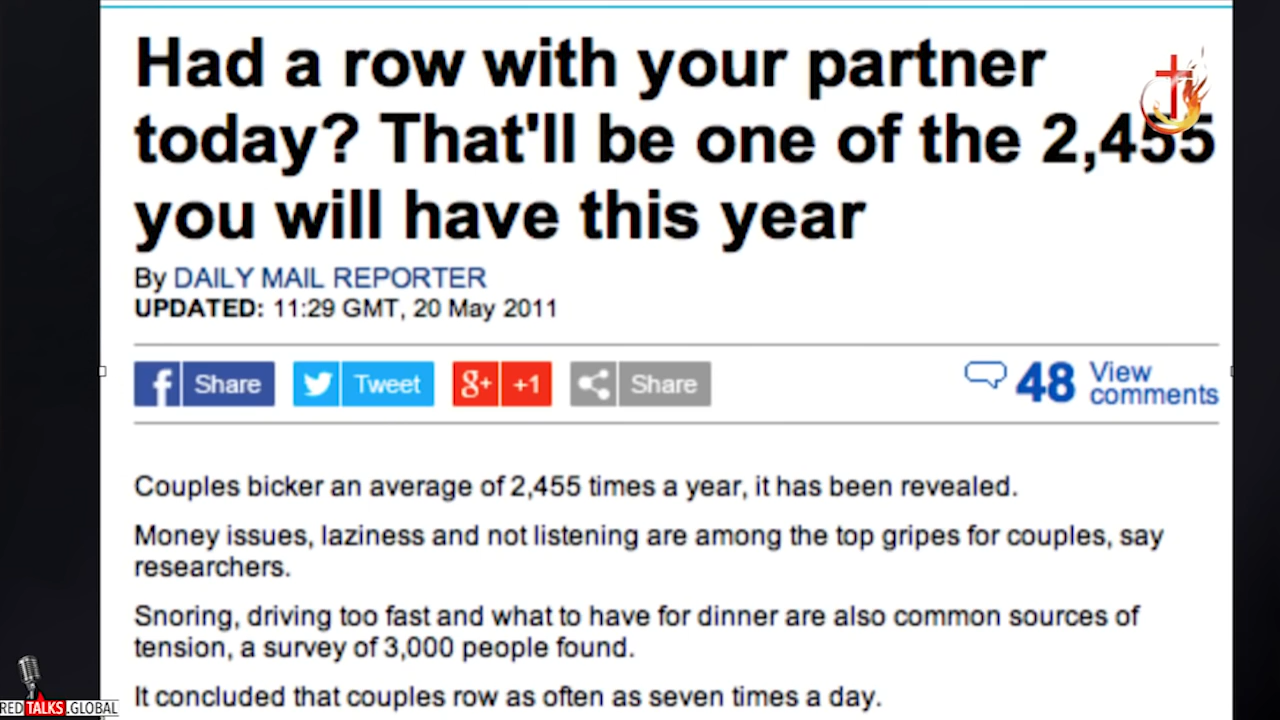 Had a row with your partner
today? That'll be one of the 2,455
you will have this year
By DAILY MAIL REPORTER
UPDATED: 11:29 GMT, 20 May 2011
f Share Tweet g+ +1 Share 48 View comments
Couples bicker an average of 2,455 times a year, it has been revealed.
Money issues, laziness and not listening are among the top gripes for couples, say
researchers.
Snoring, driving too fast and what to have for dinner are also common sources of
tension, a survey of 3,000 people found.
It concluded that couples row as often as seven times a day.
RED TALKS .GLOBAL